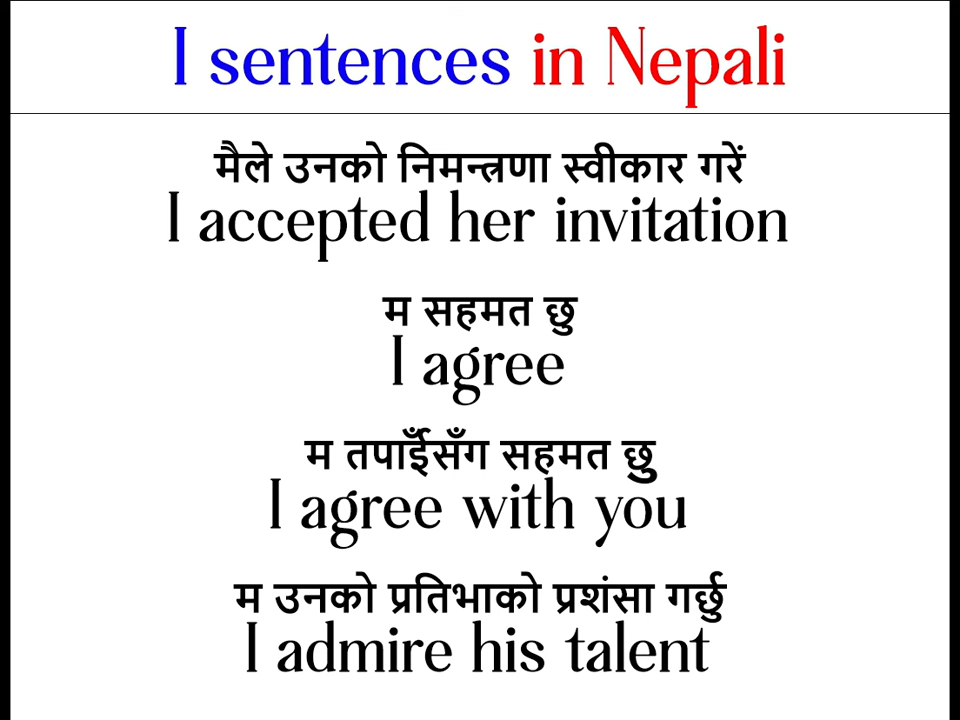 I sentences in Nepali
मैले उनको निमन्त्रणा स्वीकार गरें
I accepted her invitation
म सहमत छु
I agree
म तपाईँसँग सहमत छु
I agree with you
म उनको प्रतिभाको प्रशंसा गर्छु
I admire his talent